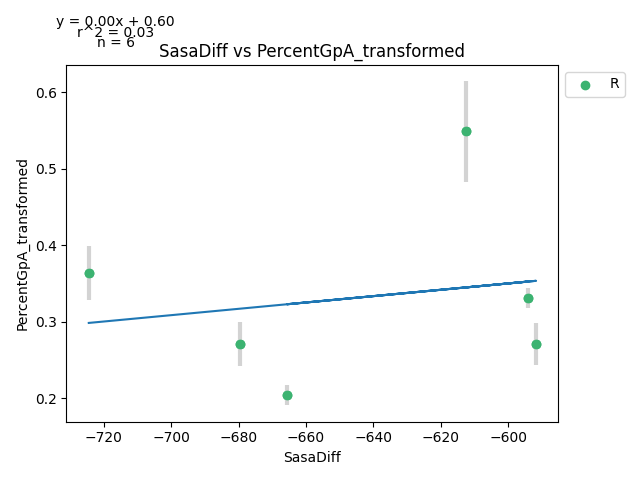 y = 0.00x + 0.60
r^2 = 0.03
n = 6
SasaDiff vs PercentGpA_transformed
R
PercentGpA_transformed
0.6
0.5
0.4
0.3
0.2
−720
−700
−680
−660
−640
−620
−600
SasaDiff